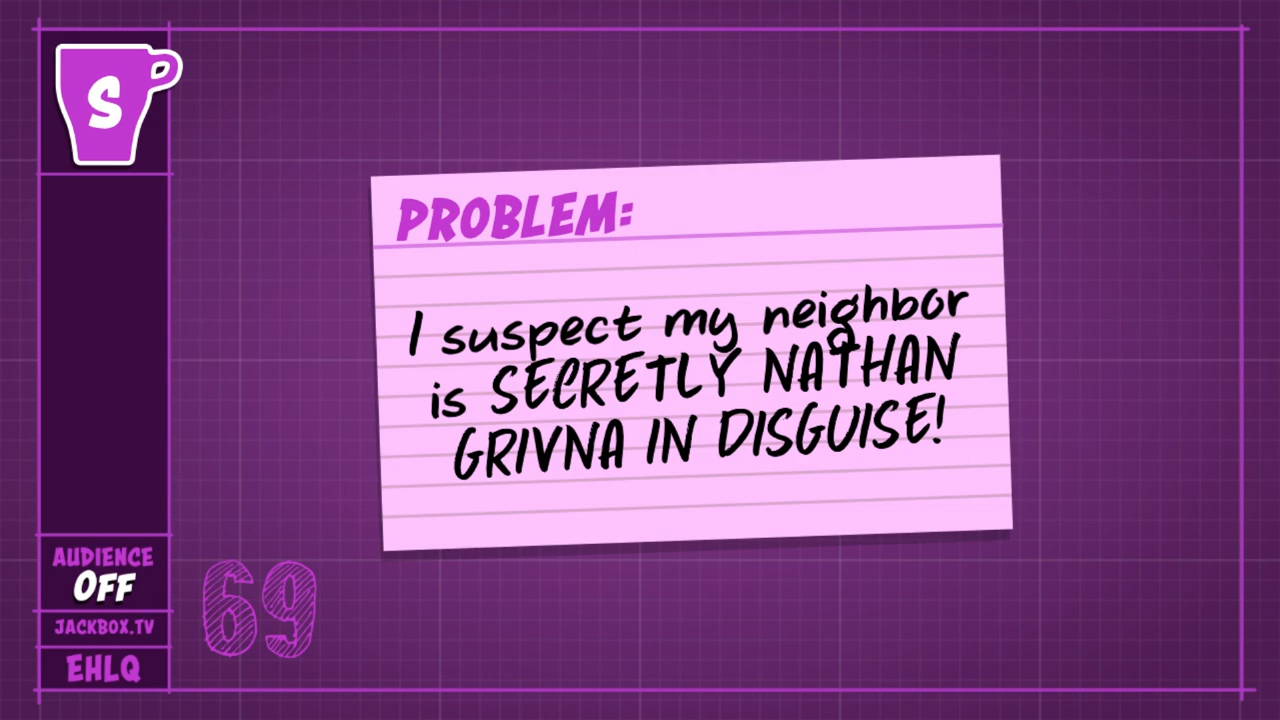 S
PROBLEM:
I suspect my neighbor
is SECRETLY NATHAN
GRIVNA IN DISGUISE!
AUDIENCE
OFF
JACKBOX.TV
EHLQ
69